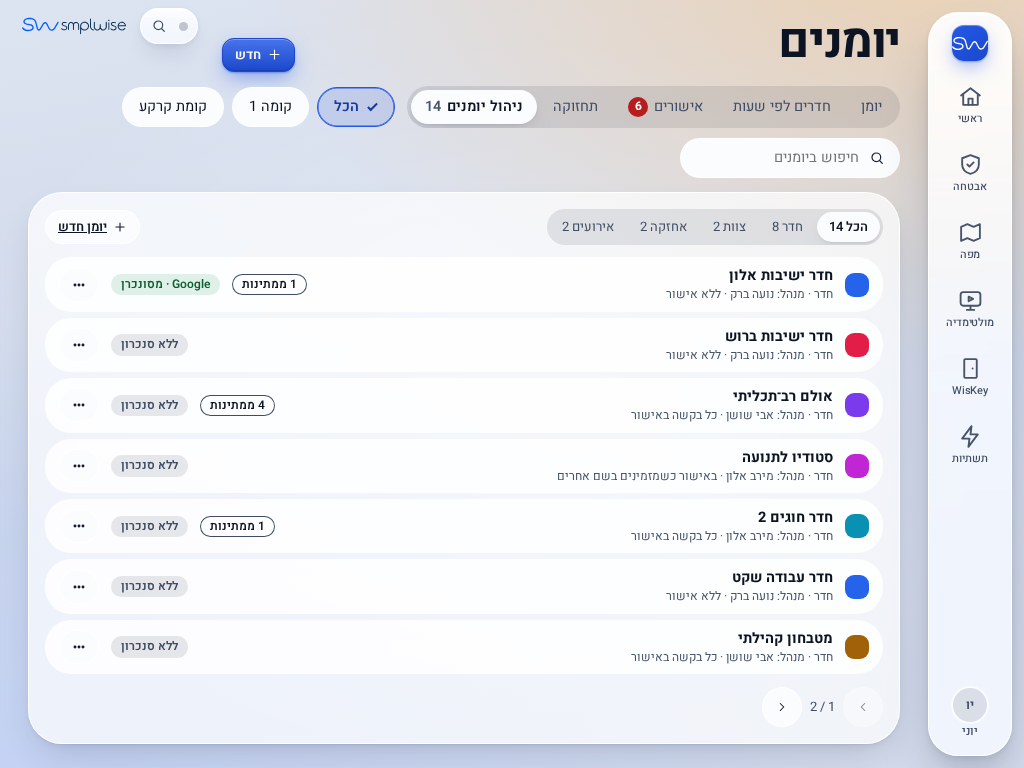 smplwise
יומנים
חדש
יומן
חדרים לפי שעות
אישורים 6
תחזוקה
ניהול יומנים 14
הכל
קומה 1
קומת קרקע
חיפוש ביומנים
הכל 14
חדר 8
צוות 2
אחזקה 2
אירועים 2
יומן חדש
חדר ישיבות אלון
חדר · מנהל: נועה ברק · ללא אישור
1 ממתינות
Google · מסונכרן
חדר ישיבות ברוש
חדר · מנהל: נועה ברק · ללא אישור
ללא סנכרון
אולם רב־תכליתי
חדר · מנהל: אבי שושן · כל בקשה באישור
4 ממתינות
ללא סנכרון
סטודיו לתנועה
חדר · מנהל: מירב אלון · באישור כשמזמינים בשם אחרים
ללא סנכרון
חדר חוגים 2
חדר · מנהל: מירב אלון · כל בקשה באישור
1 ממתינות
ללא סנכרון
חדר עבודה שקט
חדר · מנהל: נועה ברק · ללא אישור
ללא סנכרון
מטבחון קהילתי
חדר · מנהל: אבי שושן · כל בקשה באישור
ללא סנכרון
1 / 2
ראשי
אבטחה
מפה
מולטימדיה
WisKey
תשתיות
יו
יוני